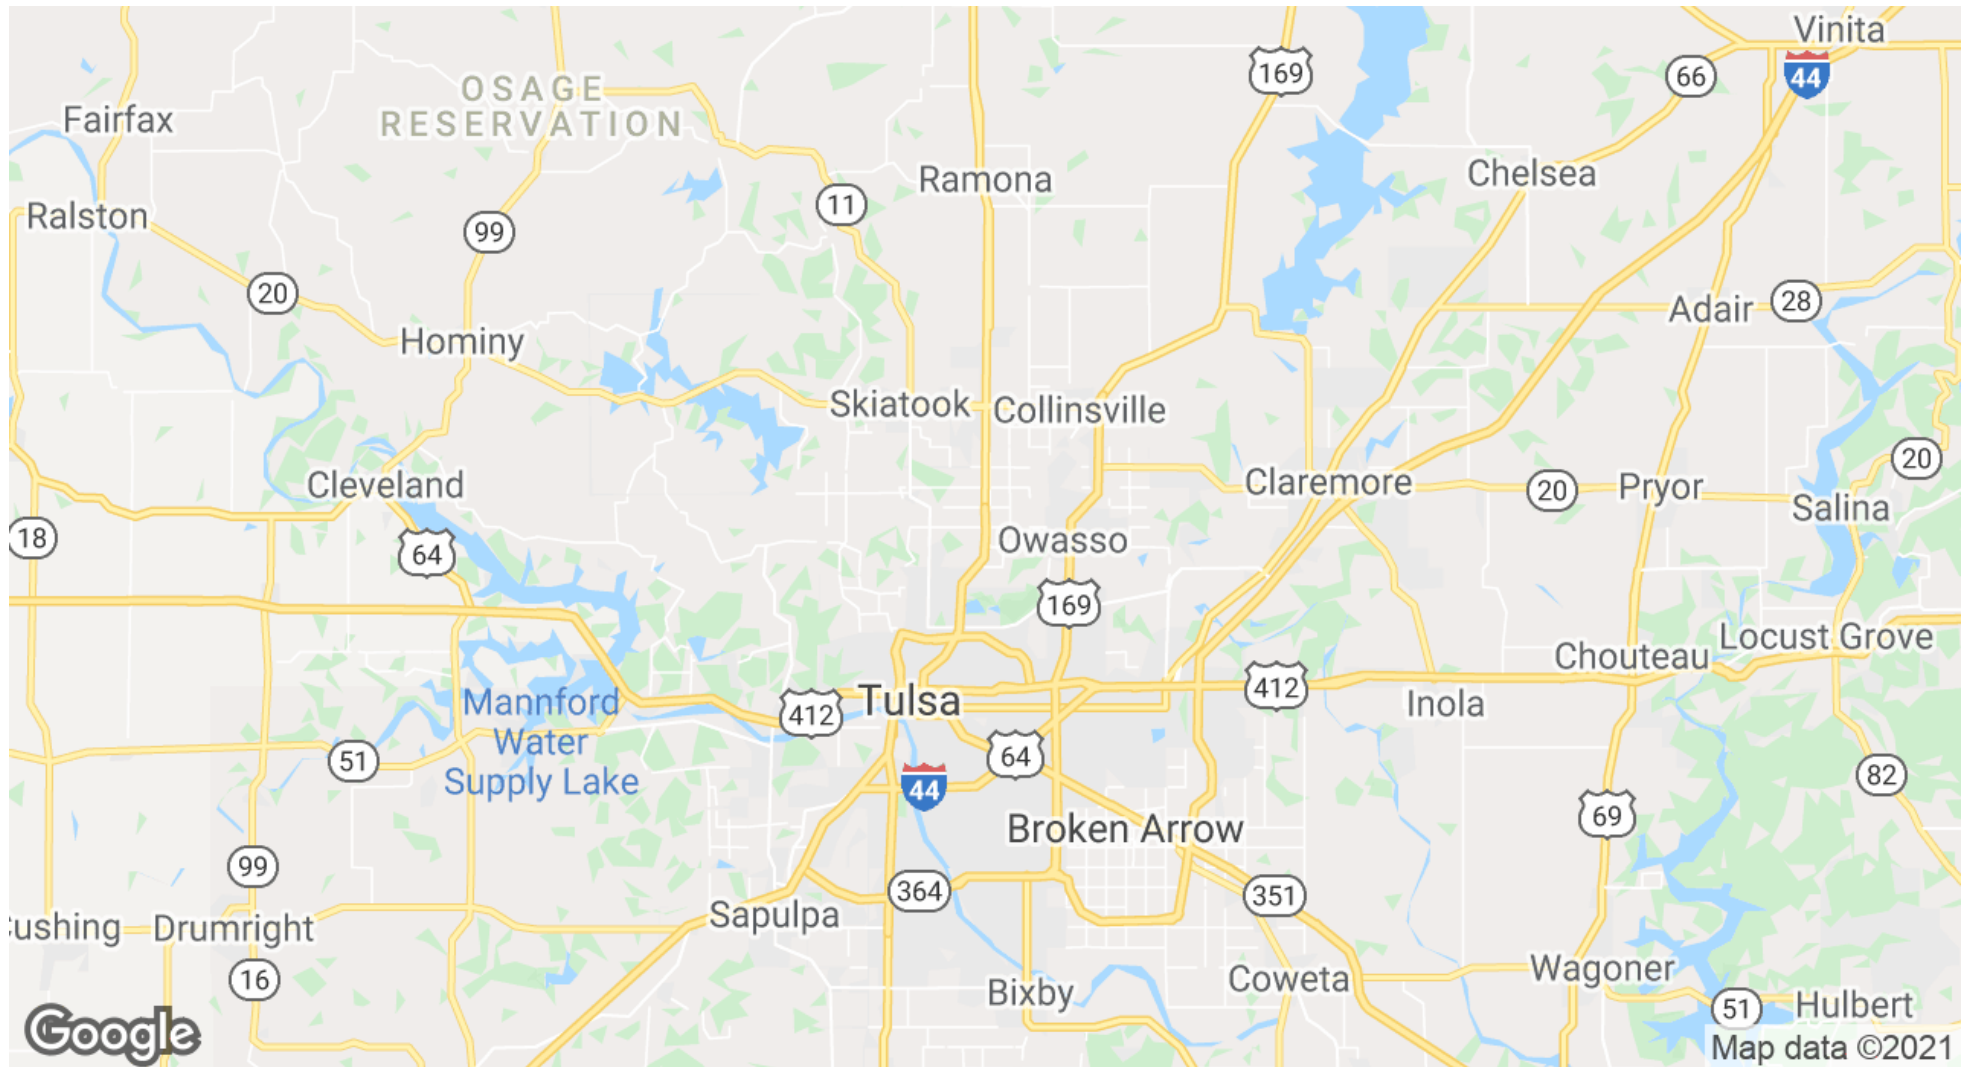 Vinita
169
66
44
OSAGE
RESERVATION
Fairfax
Ramona
Chelsea
11
Ralston
99
20
28
Adair
Hominy
Skiatook
Collinsville
20
Cleveland
Claremore
20
Pryor
Salina
18
64
Owasso
169
Locust Grove
Chouteau
412
Tulsa
412
Inola
Mannford
Water
Supply Lake
51
64
44
82
69
Broken Arrow
99
364
351
Sapulpa
ushing
Drumright
16
Bixby
Coweta
Wagoner
51
Hulbert
Google
Map data ©2021